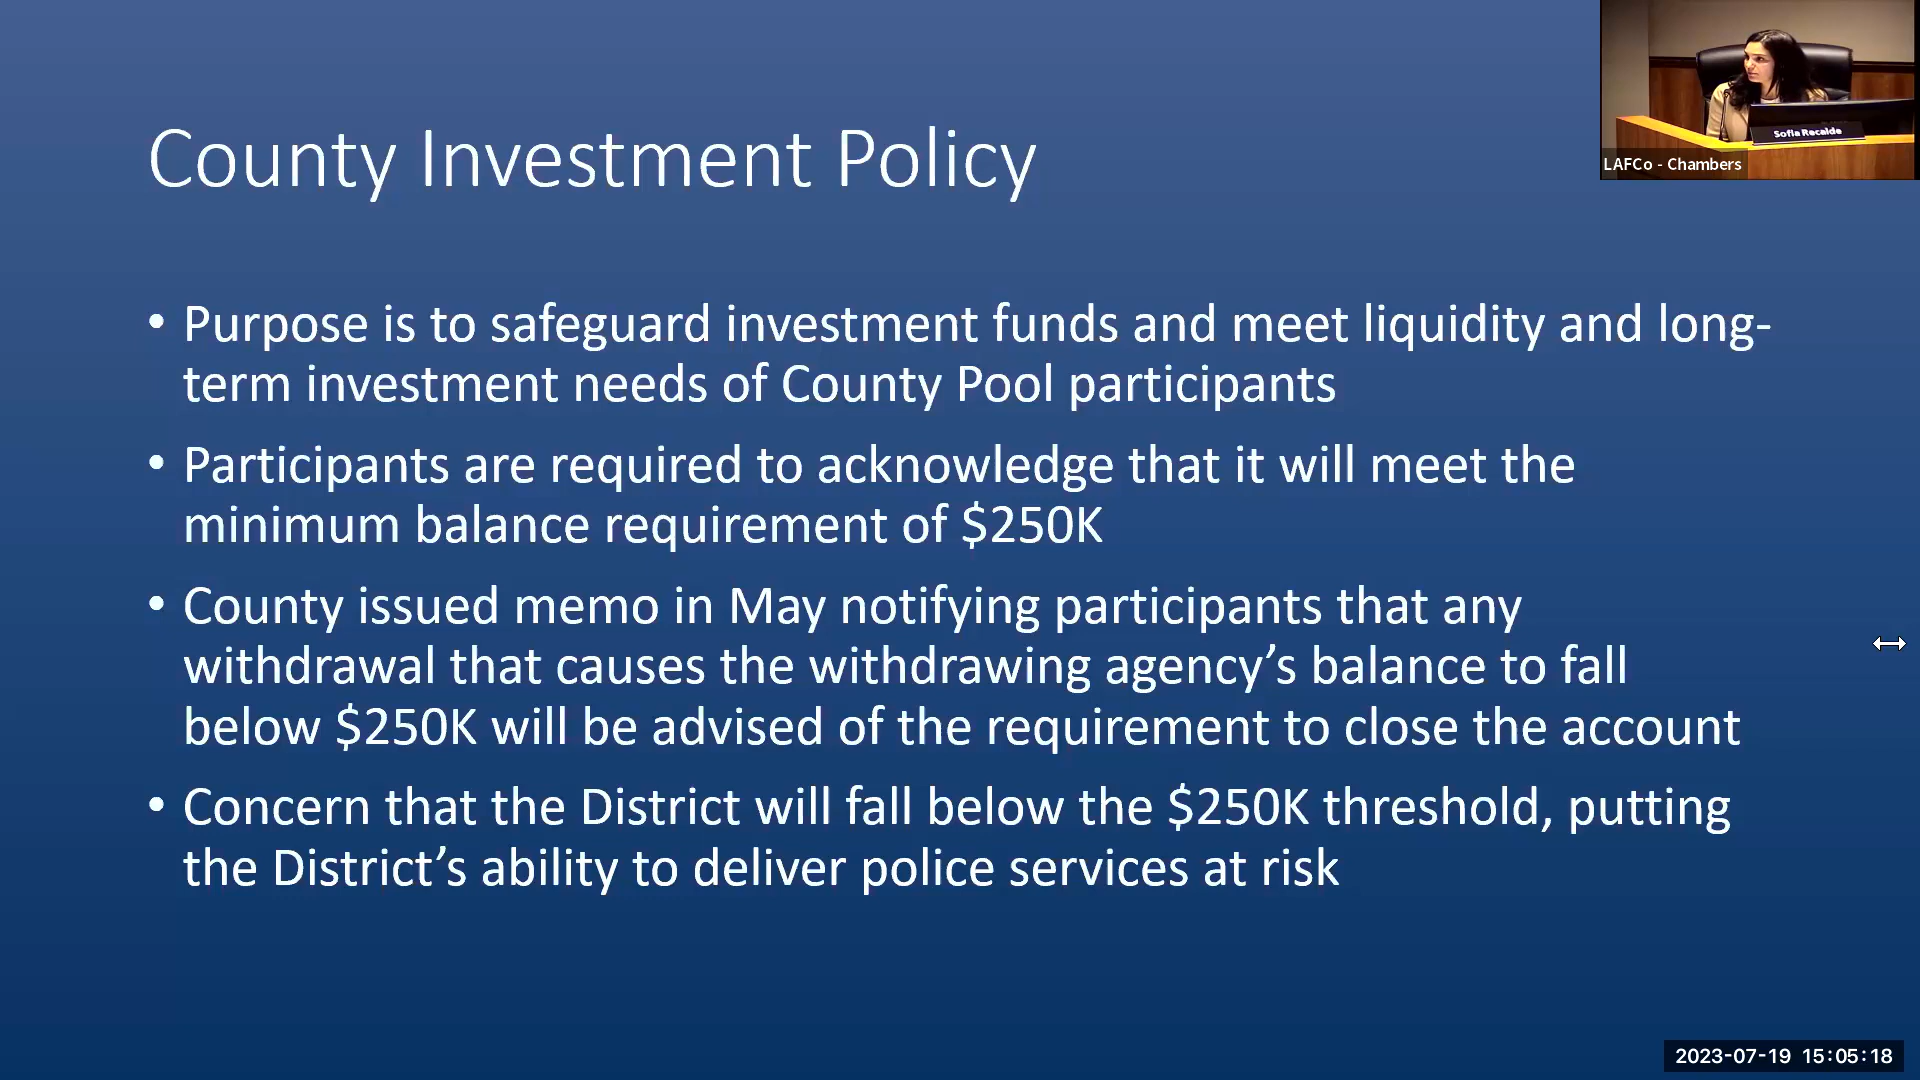 Sofia Recalde
LAFCo - Chambers
County Investment Policy
• Purpose is to safeguard investment funds and meet liquidity and long-
term investment needs of County Pool participants
• Participants are required to acknowledge that it will meet the
minimum balance requirement of $250K
• County issued memo in May notifying participants that any
withdrawal that causes the withdrawing agency’s balance to fall
below $250K will be advised of the requirement to close the account
• Concern that the District will fall below the $250K threshold, putting
the District’s ability to deliver police services at risk
2023-07-19 15:05:18